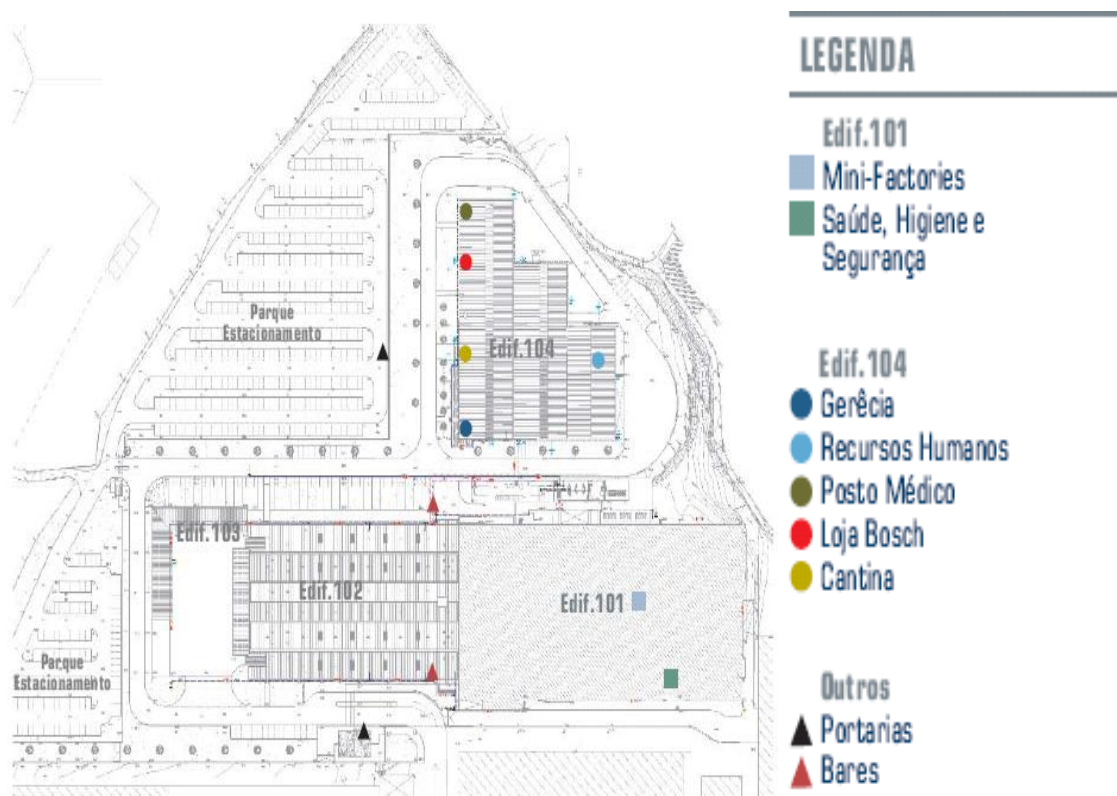 Parque
Estacionamento
Edif.104
Edif.103
Edif.102
Edif.101
Parque
Estacionamento
LEGENDA
Edif.101
Mini-Factories
Saúde, Higiene e
Segurança
Edif.104
Gerêcia
Recursos Humanos
Posto Médico
Loja Bosch
Cantina
Outros
Portarias
Bares